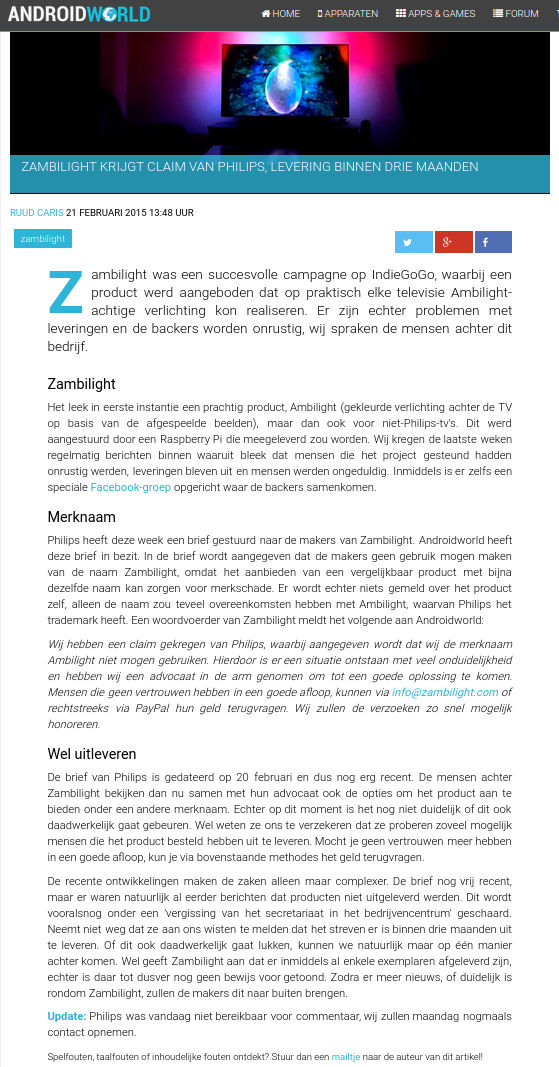 ANDROIDWORLD HOME APPARATEN APPS & GAMES FORUM
ZAMBILIGHT KRIJGT CLAIM VAN PHILIPS, LEVERING BINNEN DRIE MAANDEN
RUUD CARIS 21 FEBRUARI 2015 13:48 UUR
zambilight
Zambilight was een succesvolle campagne op IndieGoGo, waarbij een
product werd aangeboden dat op praktisch elke televisie Ambilight-
achtige verlichting kon realiseren. Er zijn echter problemen met
leveringen en de backers worden onrustig, wij spraken de mensen achter dit
bedrijf.
Zambilight
Het leek in eerste instantie een prachtig product, Ambilight (gekleurde verlichting achter de TV
op basis van de afgespeelde beelden), maar dan ook voor niet-Philips-tv's. Dit werd
aangestuurd door een Raspberry Pi die meegeleverd zou worden. Wij kregen de laatste weken
regelmatig berichten binnen waaruit bleek dat mensen die het project gesteund hadden
onrustig werden, leveringen bleven uit en mensen werden ongeduldig. Inmiddels is er zelfs een
speciale Facebook-groep opgericht waar de backers samenkomen.
Merknaam
Philips heeft deze week een brief gestuurd naar de makers van Zambilight. Androidworld heeft
deze brief in bezit. In de brief wordt aangegeven dat de makers geen gebruik mogen maken
van de naam Zambilight, omdat het aanbieden van een vergelijkbaar product met bijna
dezelfde naam kan zorgen voor merkschade. Er wordt echter niets gemeld over het product
zelf, alleen de naam zou teveel overeenkomsten hebben met Ambilight, waarvan Philips het
trademark heeft. Een woordvoerder van Zambilight meldt het volgende aan Androidworld:
Wij hebben een claim gekregen van Philips, waarbij aangegeven wordt dat wij de merknaam
Ambilight niet mogen gebruiken. Hierdoor is er een situatie ontstaan met veel onduidelijkheid
en hebben wij een advocaat in de arm genomen om tot een goede oplossing te komen.
Mensen die geen vertrouwen hebben in een goede afloop, kunnen via info@zambilight.com of
rechtstreeks via PayPal hun geld terugvragen. Wij zullen de verzoeken zo snel mogelijk
honoreren.
Wel uitleveren
De brief van Philips is gedateerd op 20 februari en dus nog erg recent. De mensen achter
Zambilight bekijken dan nu samen met hun advocaat ook de opties om het product aan te
bieden onder een andere merknaam. Echter op dit moment is het nog niet duidelijk of dit ook
daadwerkelijk gaat gebeuren. Wel weten ze ons te verzekeren dat ze proberen zoveel mogelijk
mensen die het product besteld hebben uit te leveren. Mocht je geen vertrouwen meer hebben
in een goede afloop, kun je via bovenstaande methodes het geld terugvragen.
De recente ontwikkelingen maken de zaken alleen maar complexer. De brief nog vrij recent,
maar er waren natuurlijk al eerder berichten dat producten niet uitgeleverd werden. Dit wordt
vooralsnog onder een 'vergissing van het secretariaat in het bedrijvencentrum' geschaard.
Neemt niet weg dat ze aan ons wisten te melden dat het streven er is binnen drie maanden uit
te leveren. Of dit ook daadwerkelijk gaat lukken, kunnen we natuurlijk maar op één manier
achter komen. Wel geeft Zambilight aan dat er inmiddels al enkele exemplaren afgeleverd zijn,
echter is daar tot dusver nog geen bewijs voor getoond. Zodra er meer nieuws, of duidelijk is
rondom Zambilight, zullen de makers dit naar buiten brengen.
Update: Philips was vandaag niet bereikbaar voor commentaar, wij zullen maandag nogmaals
contact opnemen.
Spelfouten, taalfouten of inhoudelijke fouten ontdekt? Stuur dan een mailtje naar de auteur van dit artikel!